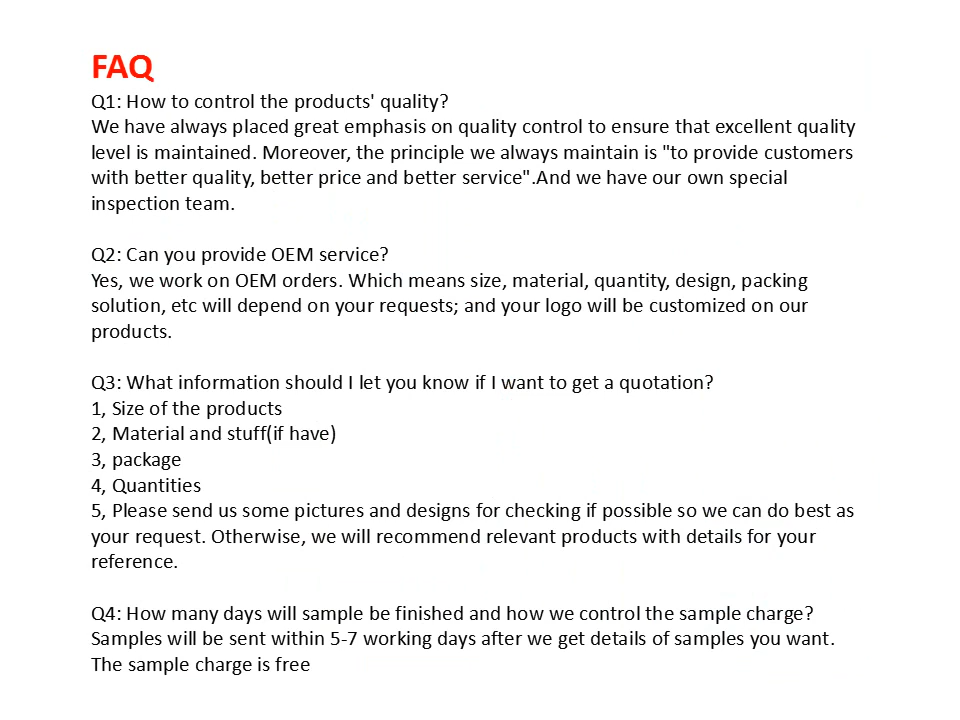 FAQ
Q1: How to control the products' quality?
We have always placed great emphasis on quality control to ensure that excellent quality
level is maintained. Moreover, the principle we always maintain is "to provide customers
with better quality, better price and better service".And we have our own special
inspection team.
Q2: Can you provide OEM service?
Yes, we work on OEM orders. Which means size, material, quantity, design, packing
solution, etc will depend on your requests; and your logo will be customized on our
products.
Q3: What information should I let you know if I want to get a quotation?
1, Size of the products
2, Material and stuff(if have)
3, package
4, Quantities
5, Please send us some pictures and designs for checking if possible so we can do best as
your request. Otherwise, we will recommend relevant products with details for your
reference.
Q4: How many days will sample be finished and how we control the sample charge?
Samples will be sent within 5-7 working days after we get details of samples you want.
The sample charge is free